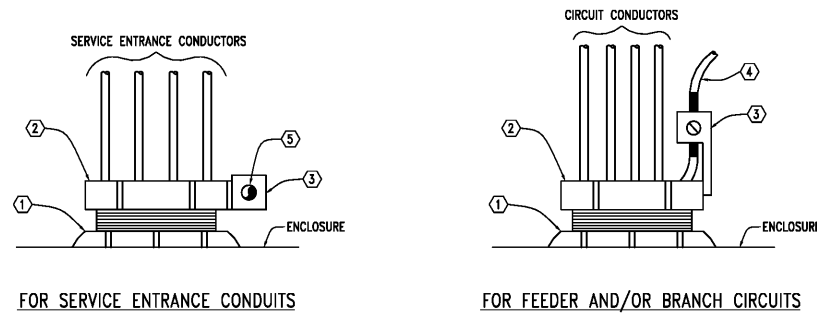 SERVICE ENTRANCE CONDUCTORS
2
5
3
1
ENCLOSURE
FOR SERVICE ENTRANCE CONDUITS
CIRCUIT CONDUCTORS
4
3
2
1
ENCLOSURE
FOR FEEDER AND/OR BRANCH CIRCUITS